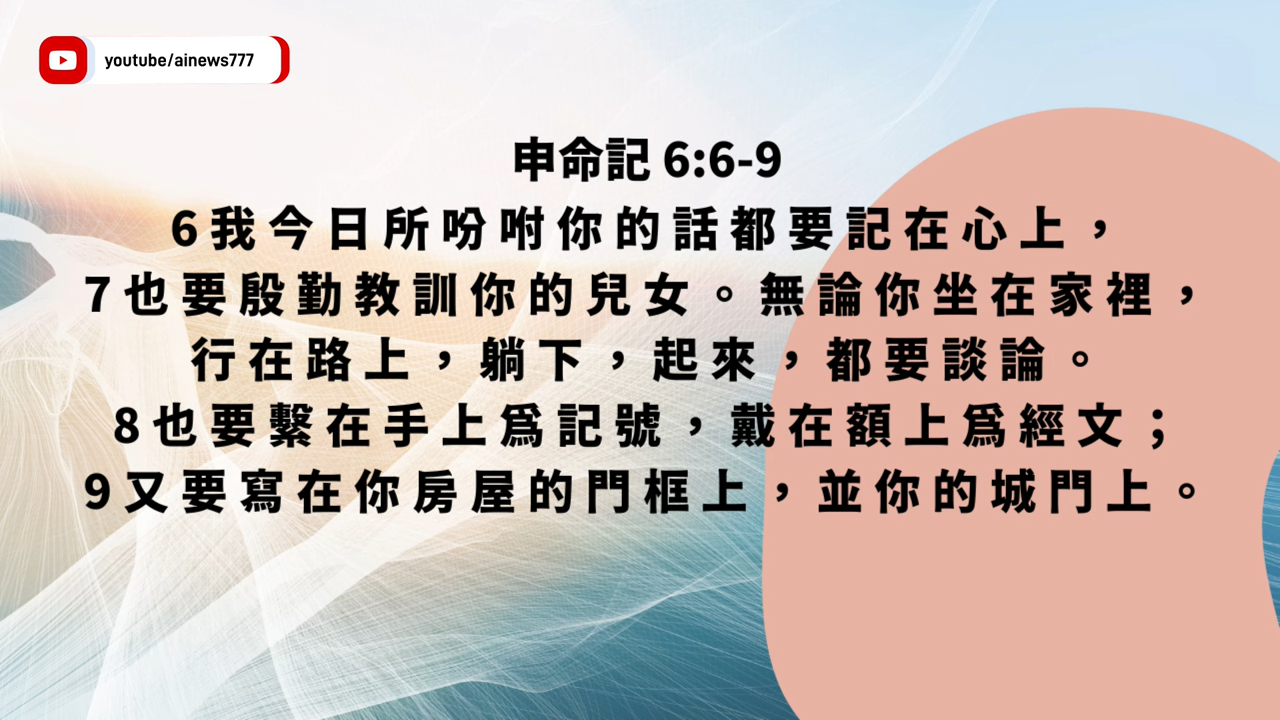 youtube/ainews777
申命記 6:6-9
6我今日所吩咐你的話都要記在心上，
7也要殷勤教訓你的兒女。無論你坐在家裡，
行在路上，躺下，起來，都要談論。
8也要繫在手上爲記號，戴在額上爲經文；
9又要寫在你房屋的門框上，並你的城門上。